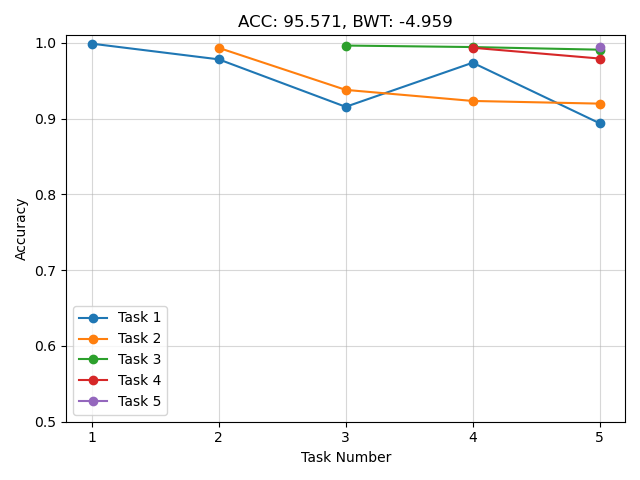 ACC: 95.571, BWT: -4.959
1.0
0.9
0.8
0.7
0.6
0.5
Accuracy
Task 1
Task 2
Task 3
Task 4
Task 5
1 2 3 4 5
Task Number